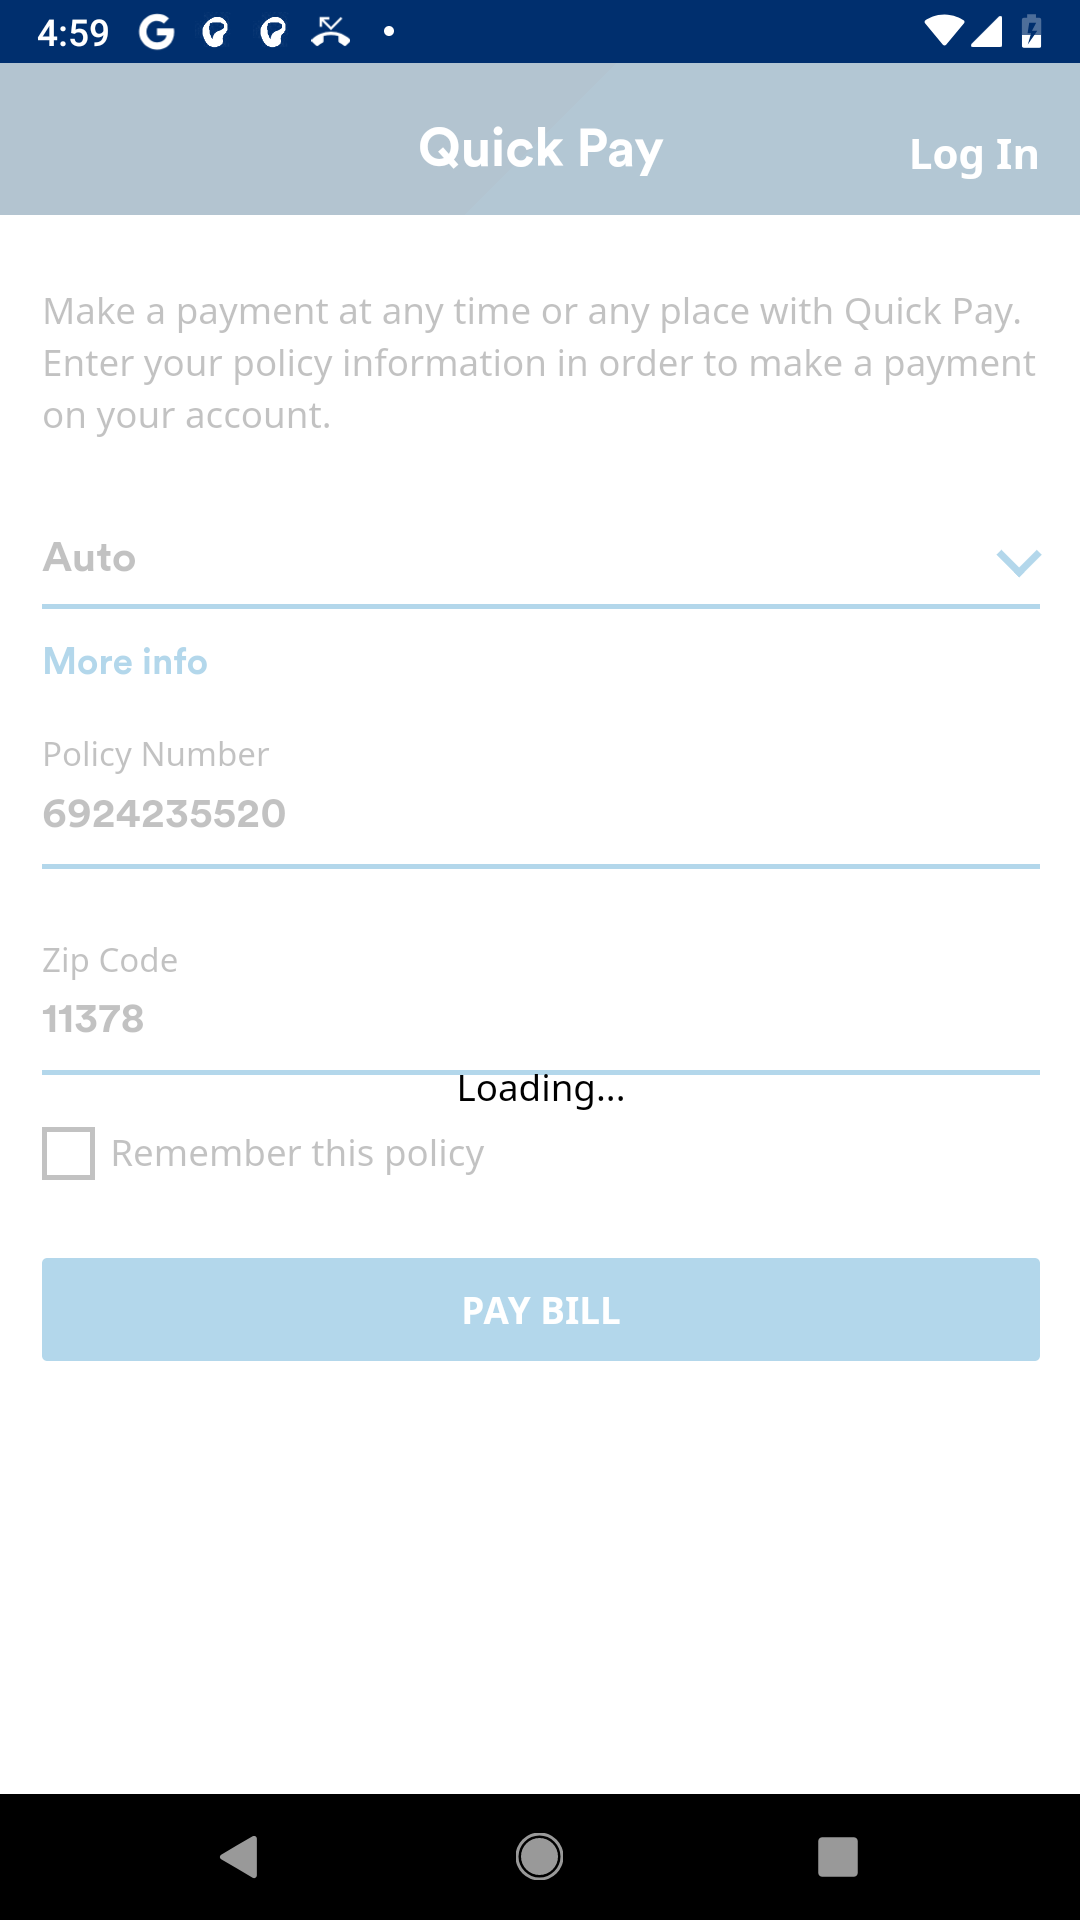 4:59
Quick Pay
Log In
Make a payment at any time or any place with Quick Pay.
Enter your policy information in order to make a payment
on your account.
Auto
More info
Policy Number
6924235520
Zip Code
11378
Loading...
Remember this policy
PAY BILL